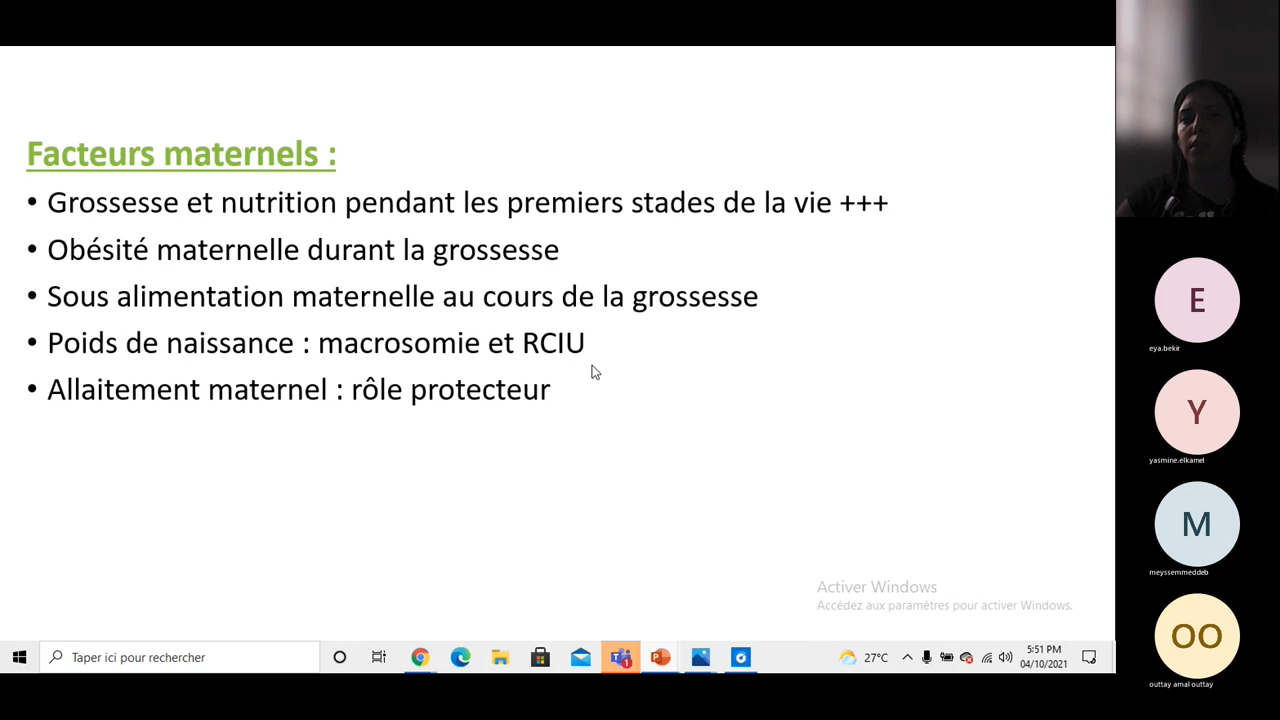 Facteurs maternels :
• Grossesse et nutrition pendant les premiers stades de la vie +++
• Obésité maternelle durant la grossesse
• Sous alimentation maternelle au cours de la grossesse
• Poids de naissance : macrosomie et RCIU
• Allaitement maternel : rôle protecteur
Activer Windows
Accédez aux paramètres pour activer Windows.
Taper ici pour rechercher
1
27°C
5:51 PM
04/10/2021
E
eya.bekir
Y
yasmine.elkamel
M
meyssemmeddeb
OO
outtay amal outtay